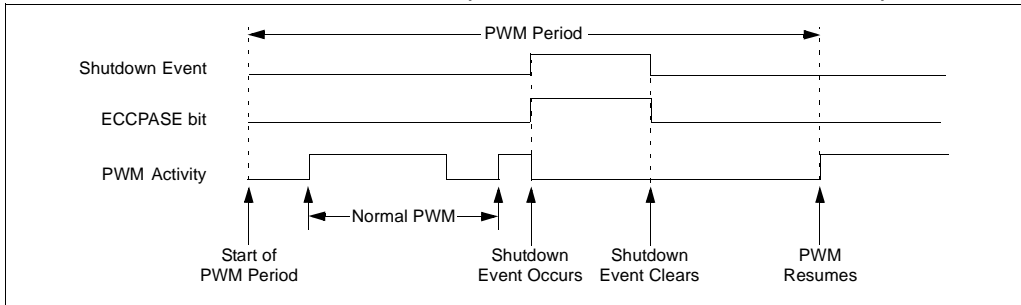 PWM Period
Shutdown Event
ECCPASE bit
PWM Activity
Normal PWM
Start of
PWM Period
Shutdown
Event Occurs
Shutdown
Event Clears
PWM
Resumes